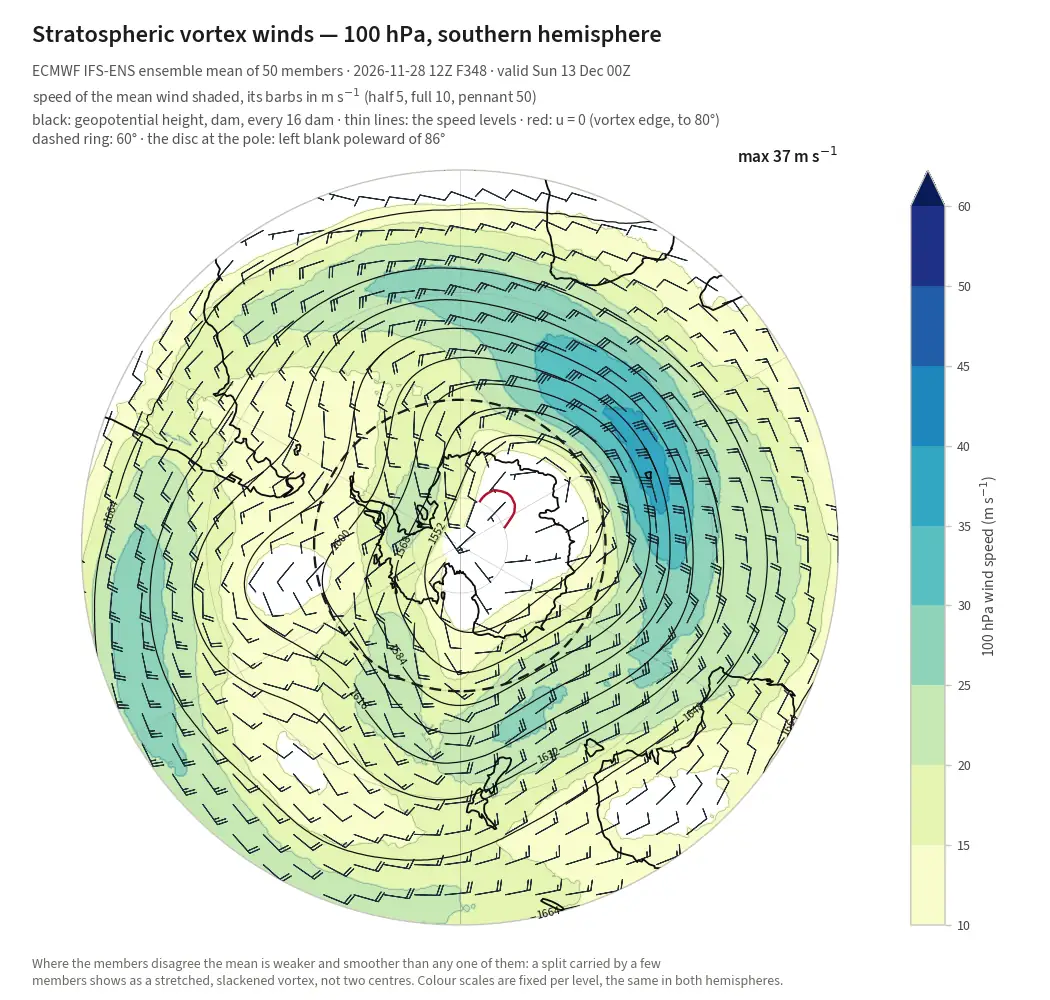 Stratospheric vortex winds — 100 hPa, southern hemisphere
ECMWF IFS-ENS ensemble mean of 50 members · 2026-11-28 12Z F348 · valid Sun 13 Dec 00Z
speed of the mean wind shaded, its barbs in m s⁻¹ (half 5, full 10, pennant 50)
black: geopotential height, dam, every 16 dam · thin lines: the speed levels · red: u = 0 (vortex edge, to 80°)
dashed ring: 60° · the disc at the pole: left blank poleward of 86°
max 37 m s⁻¹
60
50
45
40
35
30
25
20
15
10
100 hPa wind speed (m s⁻¹)
1600
1568
1552
1584
1632
1648
1664
Where the members disagree the mean is weaker and smoother than any one of them: a split carried by a few
members shows as a stretched, slackened vortex, not two centres. Colour scales are fixed per level, the same in both hemispheres.